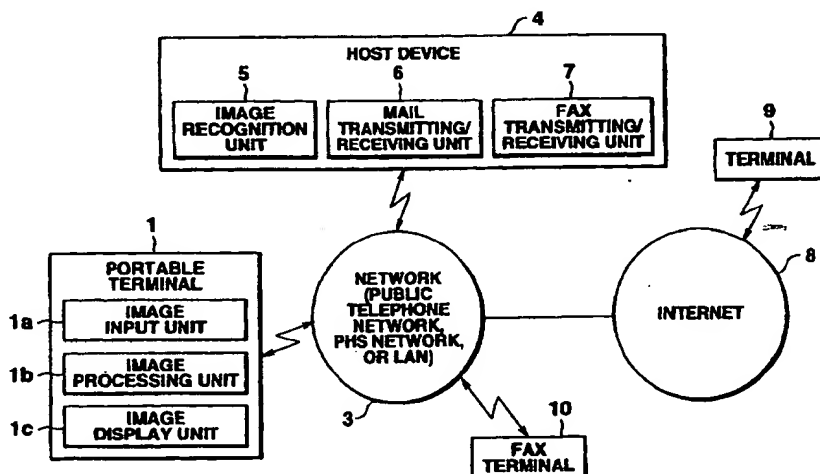 4
HOST DEVICE
5
6
7
IMAGE
RECOGNITION
UNIT
MAIL
TRANSMITTING/
RECEIVING UNIT
FAX
TRANSMITTING/
RECEIVING UNIT
9
TERMINAL
1
PORTABLE
TERMINAL
1a
IMAGE
INPUT UNIT
1b
IMAGE
PROCESSING UNIT
1c
IMAGE
DISPLAY UNIT
NETWORK
(PUBLIC
TELEPHONE
NETWORK,
PHS NETWORK,
OR LAN)
3
8
INTERNET
10
FAX
TERMINAL